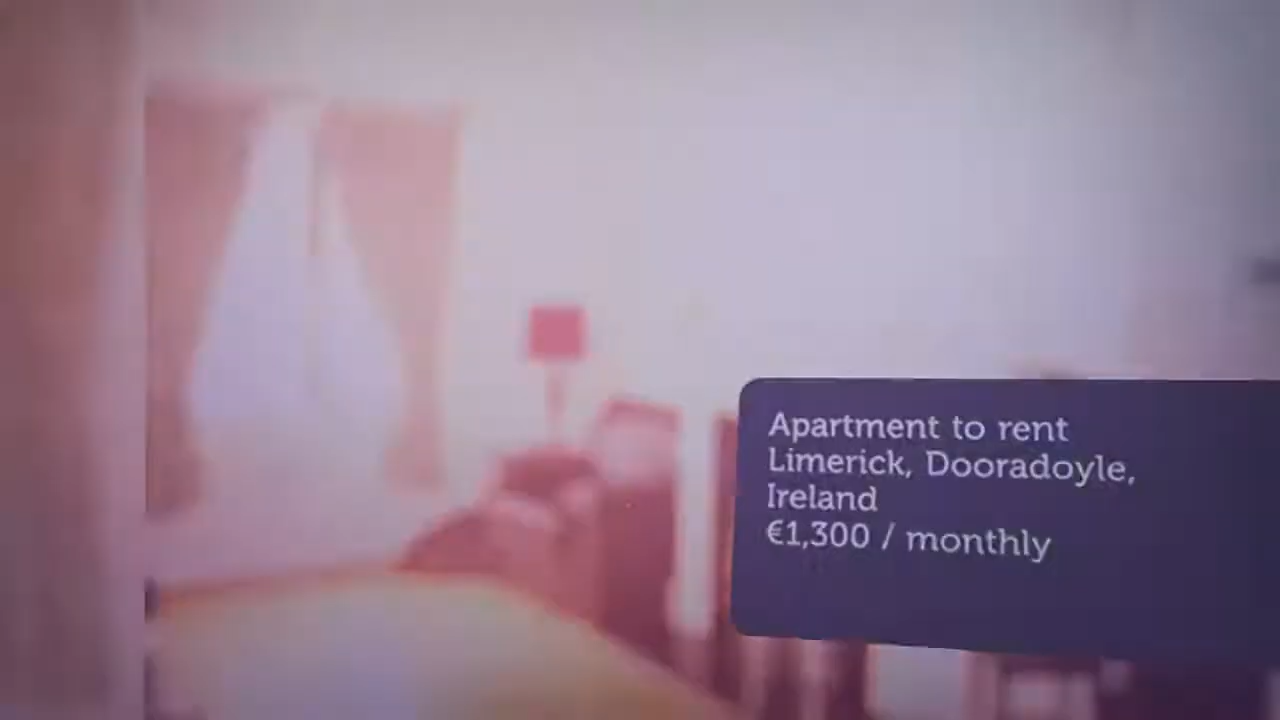 Apartment to rent
Limerick, Dooradoyle,
Ireland
€1,300 / monthly